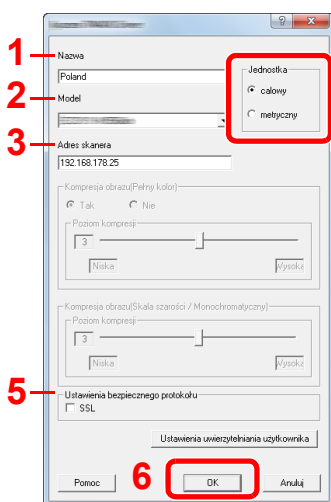 1
Nazwa
Poland
Jednostka
calowy
metryczny
2
Model
3
Adres skanera
192.168.178.25
Kompresja obrazu(Pełny kolor)
Tak Nie
Poziom kompresji
3
Niska Wysoka
Kompresja obrazu(Skala szarości / Monochromatyczny)
Poziom kompresji
3
Niska Wysoka
5
Ustawienia bezpiecznego protokołu
SSL
Ustawienia uwierzytelniania użytkownika
6
Pomoc OK Anuluj